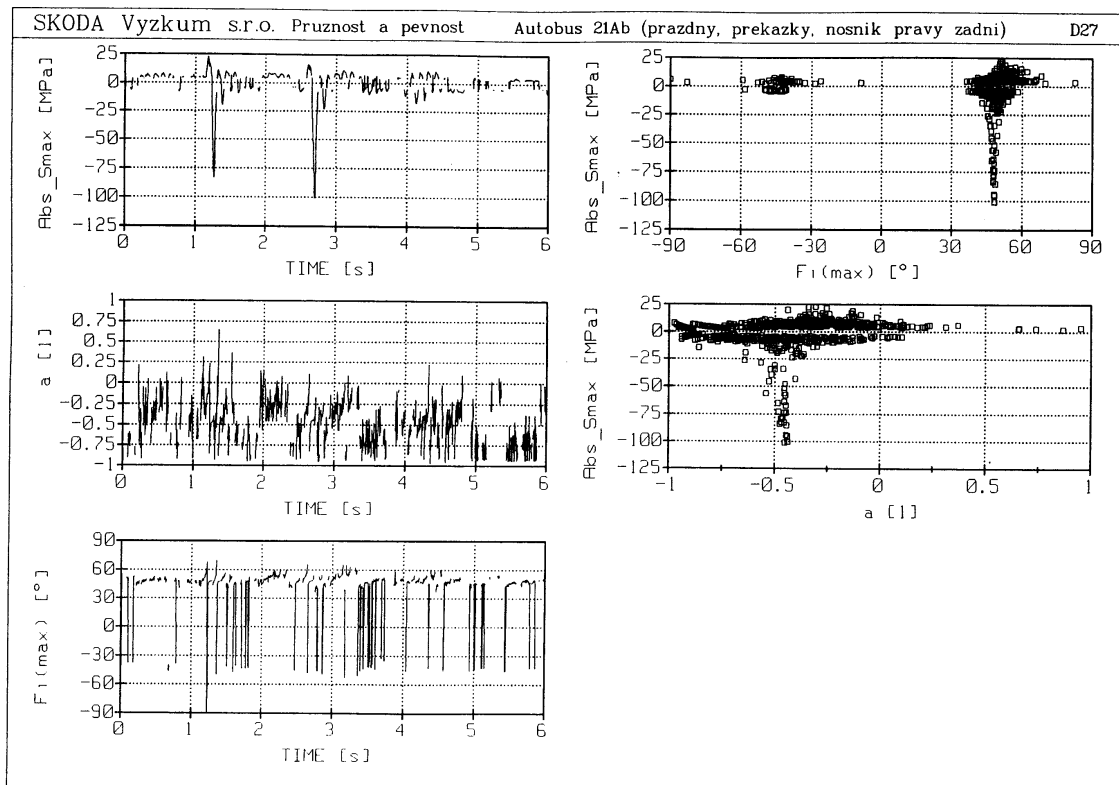 SKODA Vyzkum s.r.o. Pruznost a pevnost Autobus 21Ab (prazdny, prekazky, nosnik pravy zadni) D27
Abs_Smax [MPa]
25
0
-25
-50
-75
-100
-125
0 1 2 3 4 5 6
TIME [s]
Abs_Smax [MPa]
25
0
-25
-50
-75
-100
-125
-90 -60 -30 0 30 60 90
Fi(max) [°]
a [1]
1
0.75
0.5
0.25
0
-0.25
-0.5
-0.75
-1
0 1 2 3 4 5 6
TIME [s]
Abs_Smax [MPa]
25
0
-25
-50
-75
-100
-125
-1 -0.5 0 0.5 1
a [1]
Fi(max) [°]
90
60
30
0
-30
-60
-90
0 1 2 3 4 5 6
TIME [s]